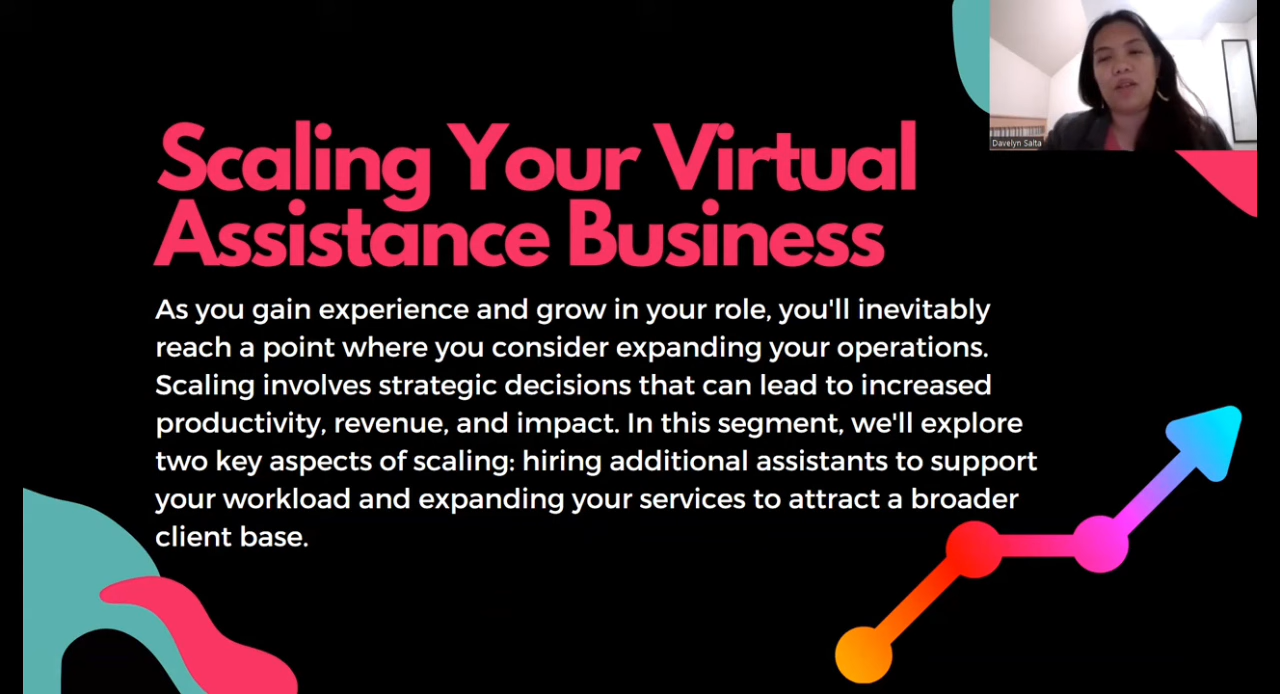 Scaling Your Virtual
Assistance Business
As you gain experience and grow in your role, you'll inevitably
reach a point where you consider expanding your operations.
Scaling involves strategic decisions that can lead to increased
productivity, revenue, and impact. In this segment, we'll explore
two key aspects of scaling: hiring additional assistants to support
your workload and expanding your services to attract a broader
client base.
Davelyn Salta